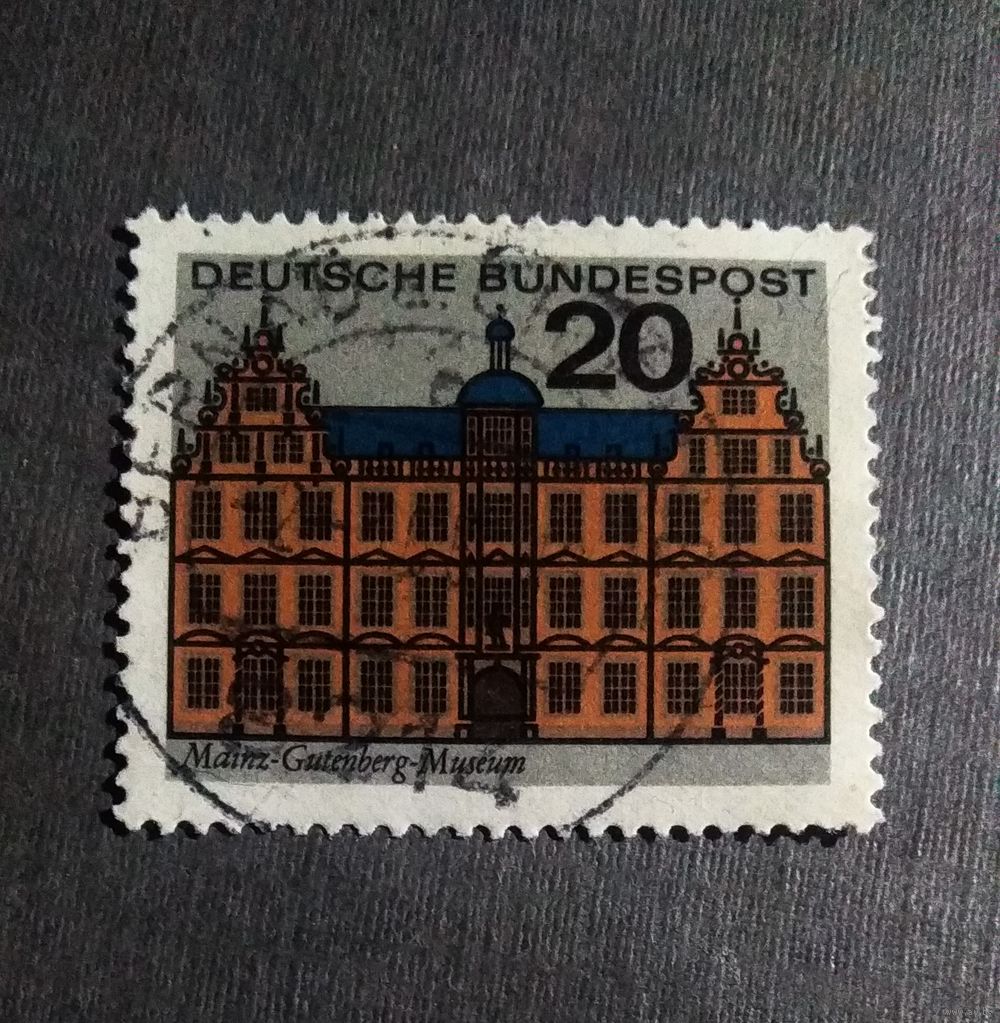 DEUTSCHE BUNDESPOST
20
Mainz-Gutenberg-Museum